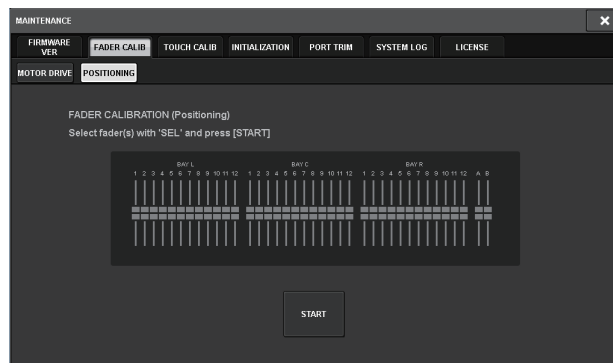 MAINTENANCE
FIRMWARE VER
FADER CALIB
TOUCH CALIB
INITIALIZATION
PORT TRIM
SYSTEM LOG
LICENSE
MOTOR DRIVE
POSITIONING
FADER CALIBRATION (Positioning)
Select fader(s) with 'SEL' and press [START]
BAY L
BAY C
BAY R
1 2 3 4 5 6 7 8 9 10 11 12 1 2 3 4 5 6 7 8 9 10 11 12 1 2 3 4 5 6 7 8 9 10 11 12 A B
START